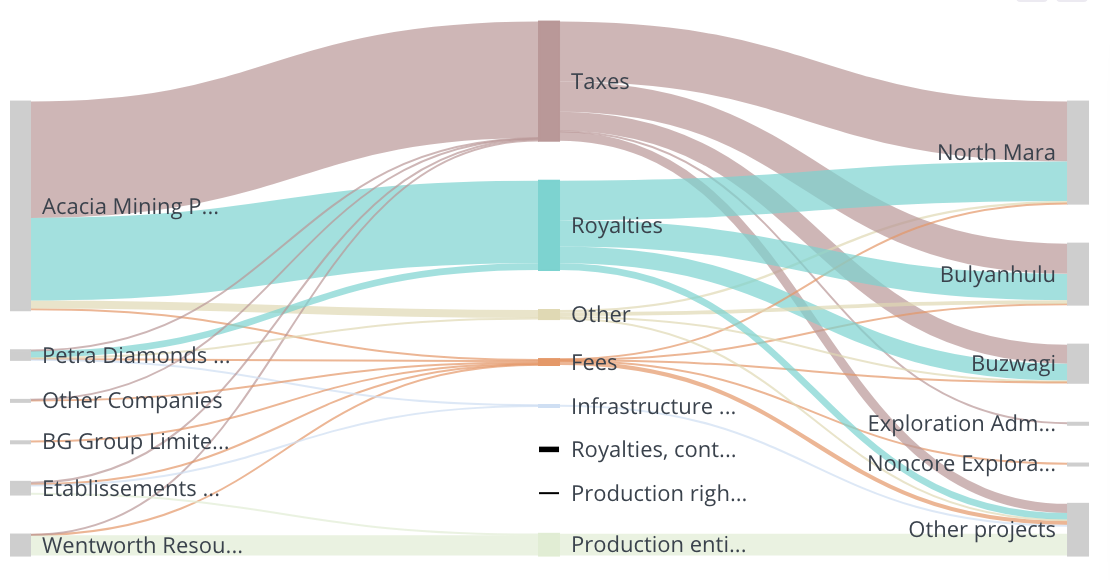 Acacia Mining P...
Petra Diamonds ...
Other Companies
BG Group Limite...
Etablissements ...
Wentworth Resou...
Taxes
Royalties
Other
Fees
Infrastructure ...
Royalties, cont...
Production righ...
Production enti...
North Mara
Bulyanhulu
Buzwagi
Exploration Adm...
Noncore Explora...
Other projects